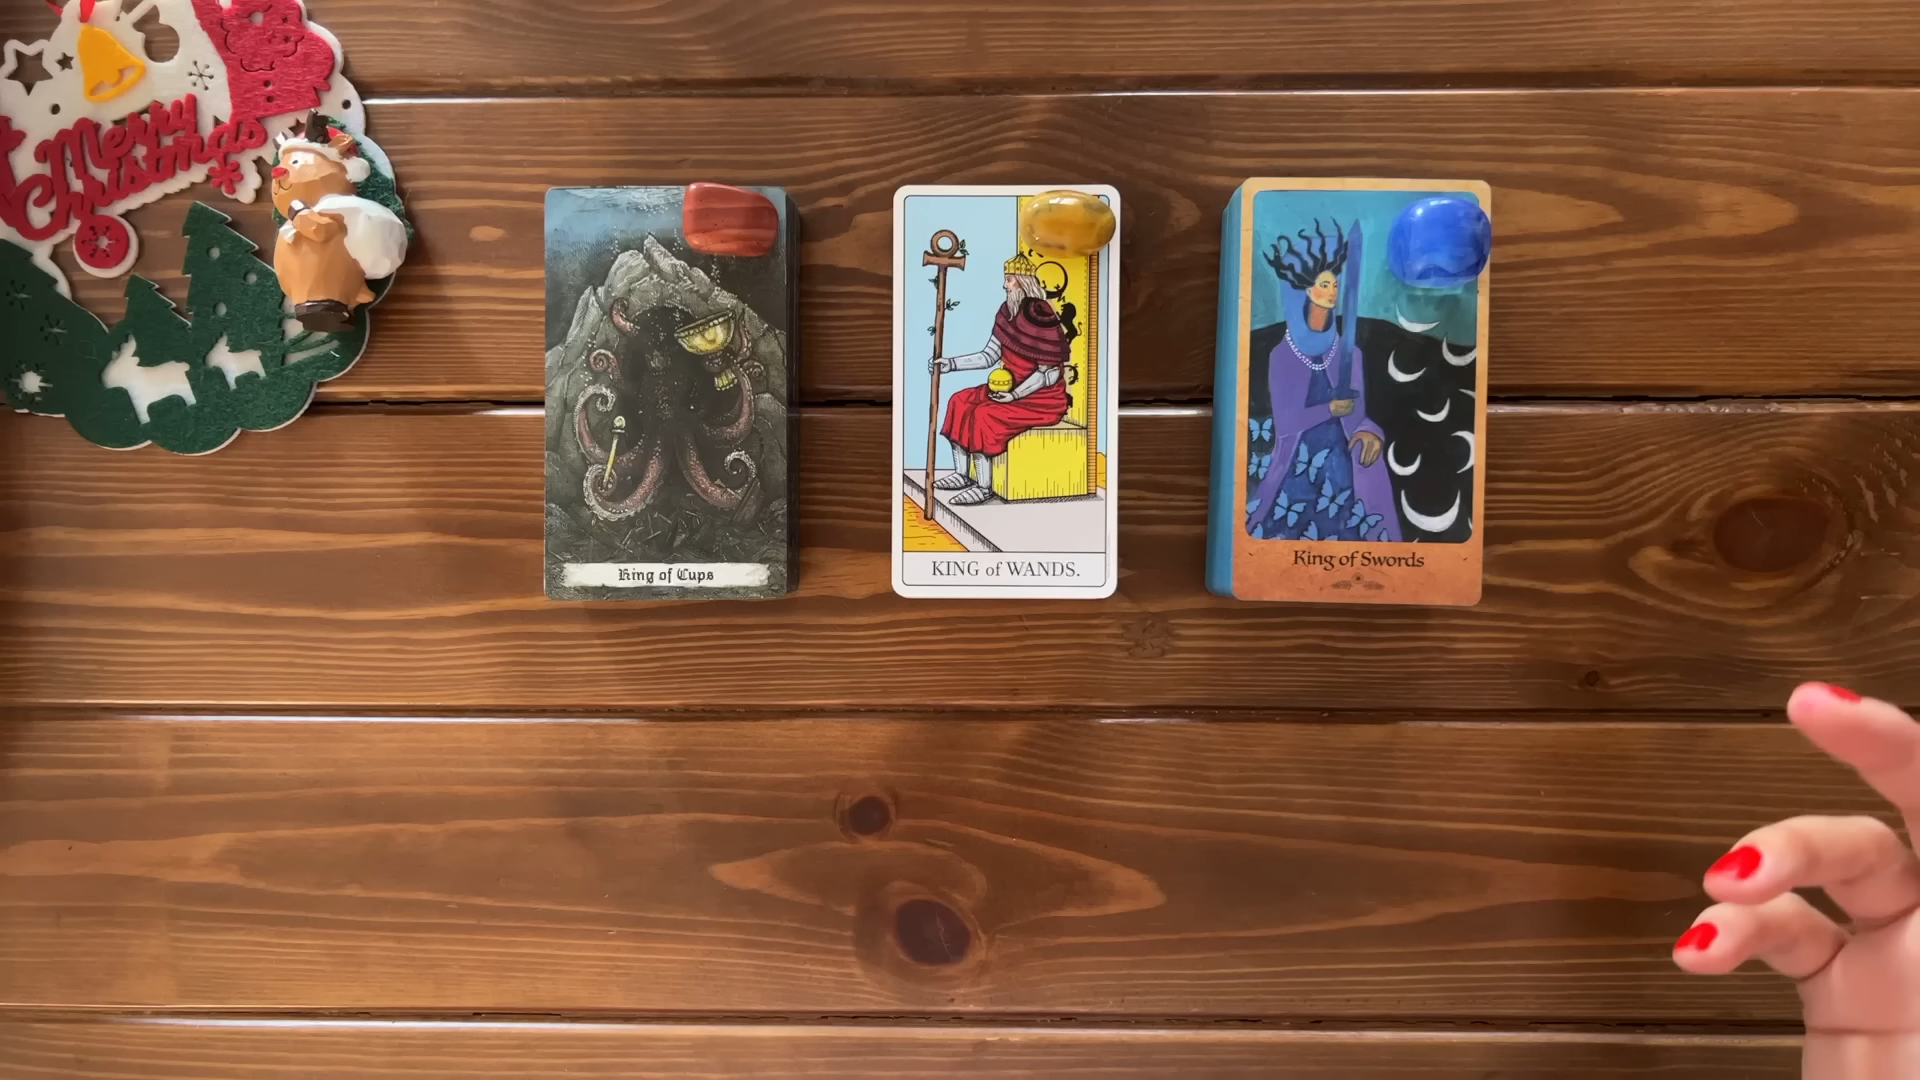 Merry
Christmas
King of Cups
KING of WANDS.
King of Swords